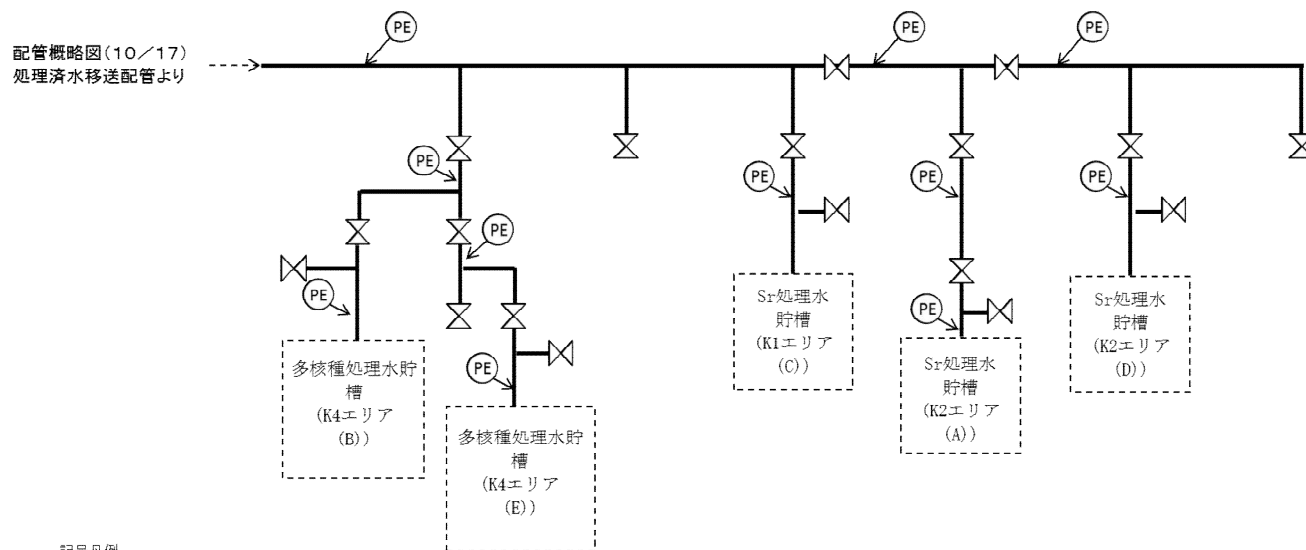 配管概略図(10/17)
処理済水移送配管より
PE
PE
PE
PE
PE
PE
PE
PE
PE
PE
PE
多核種処理水貯
槽
(K4エリア
(B))
多核種処理水貯
槽
(K4エリア
(E))
Sr処理水
貯槽
(K1エリア
(C))
Sr処理水
貯槽
(K2エリア
(A))
Sr処理水
貯槽
(K2エリア
(D))